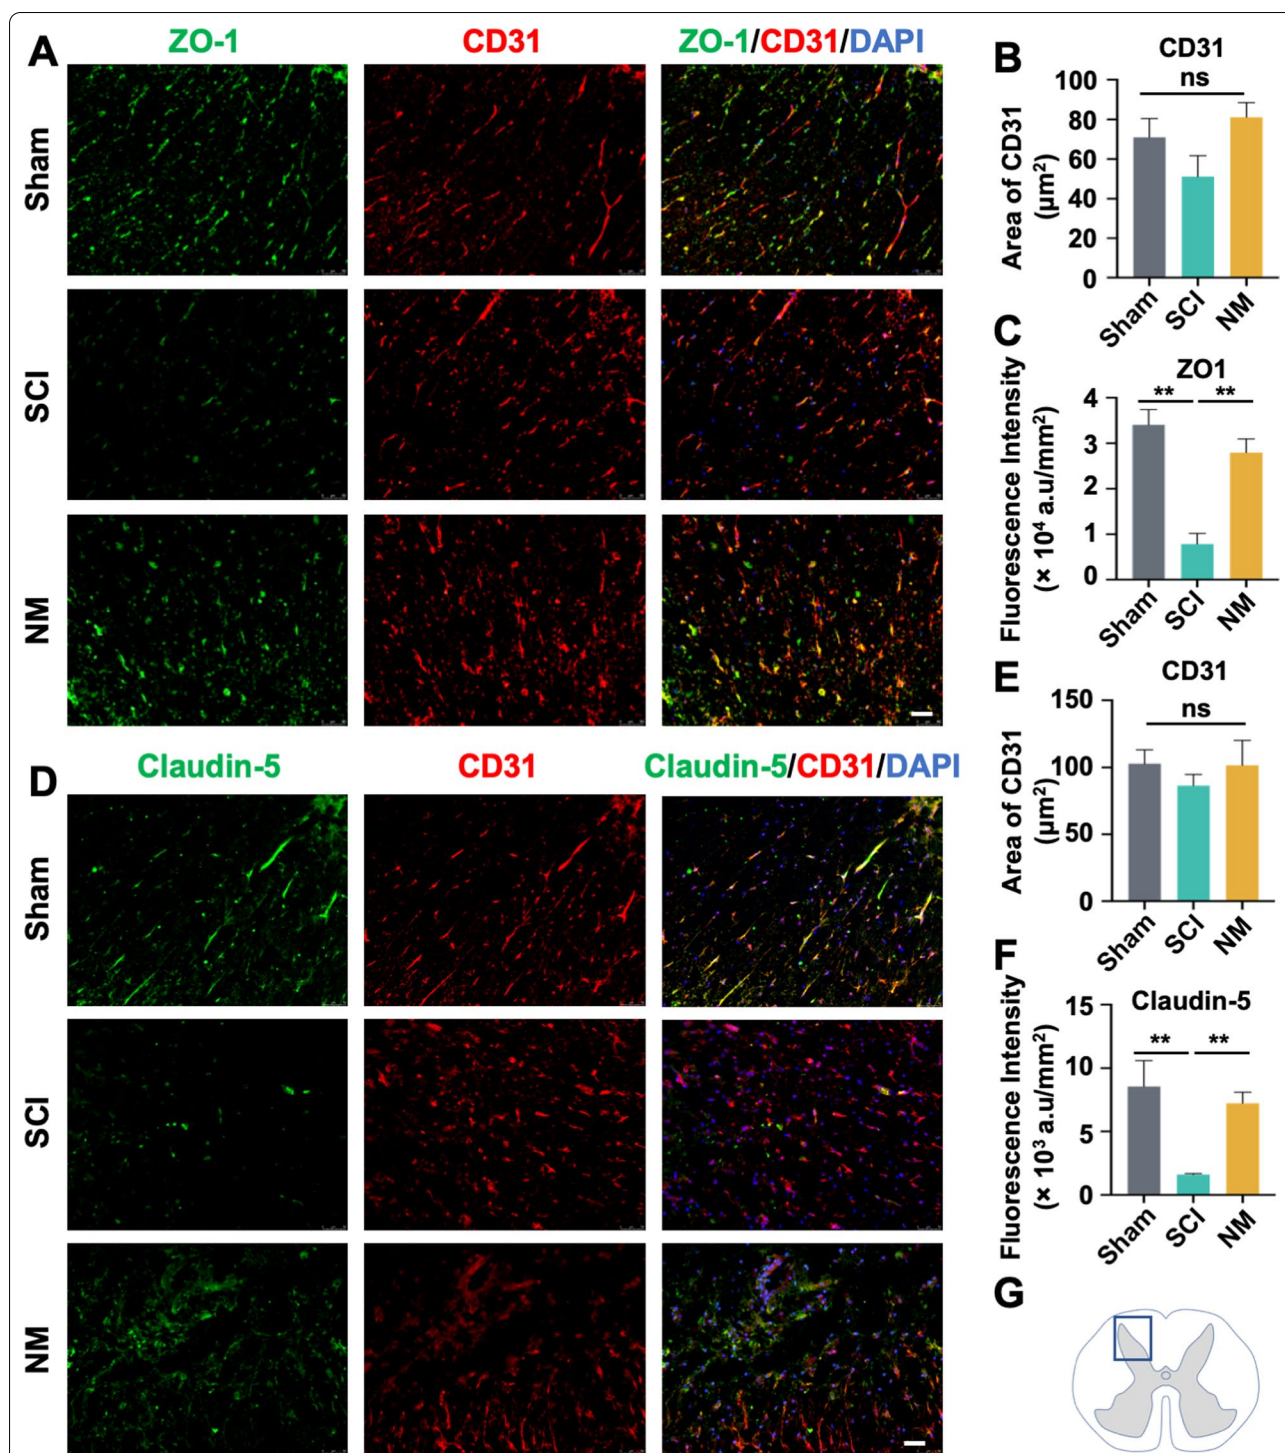 A
ZO-1
CD31
ZO-1/CD31/DAPI
Sham
SCI
NM
B
CD31
ns
Area of CD31
(µm²)
100
80
60
40
20
0
Sham
SCI
NM
C
ZO1
** **
Fluorescence Intensity
(× 10⁴ a.u/mm²)
4
3
2
1
0
Sham
SCI
NM
D
Claudin-5
CD31
Claudin-5/CD31/DAPI
Sham
SCI
NM
E
CD31
ns
Area of CD31
(µm²)
150
100
50
0
Sham
SCI
NM
F
Claudin-5
** **
Fluorescence Intensity
(× 10³ a.u/mm²)
15
10
5
0
Sham
SCI
NM
G